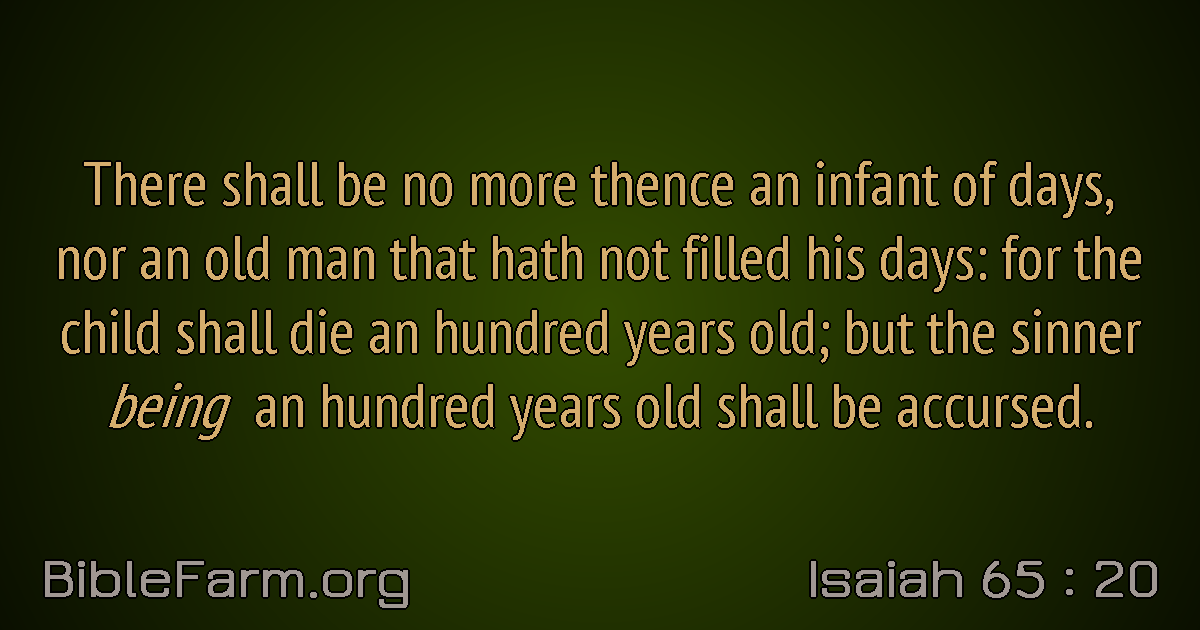 There shall be no more thence an infant of days,
nor an old man that hath not filled his days: for the
child shall die an hundred years old; but the sinner
being an hundred years old shall be accursed.
BibleFarm.org
Isaiah 65 : 20